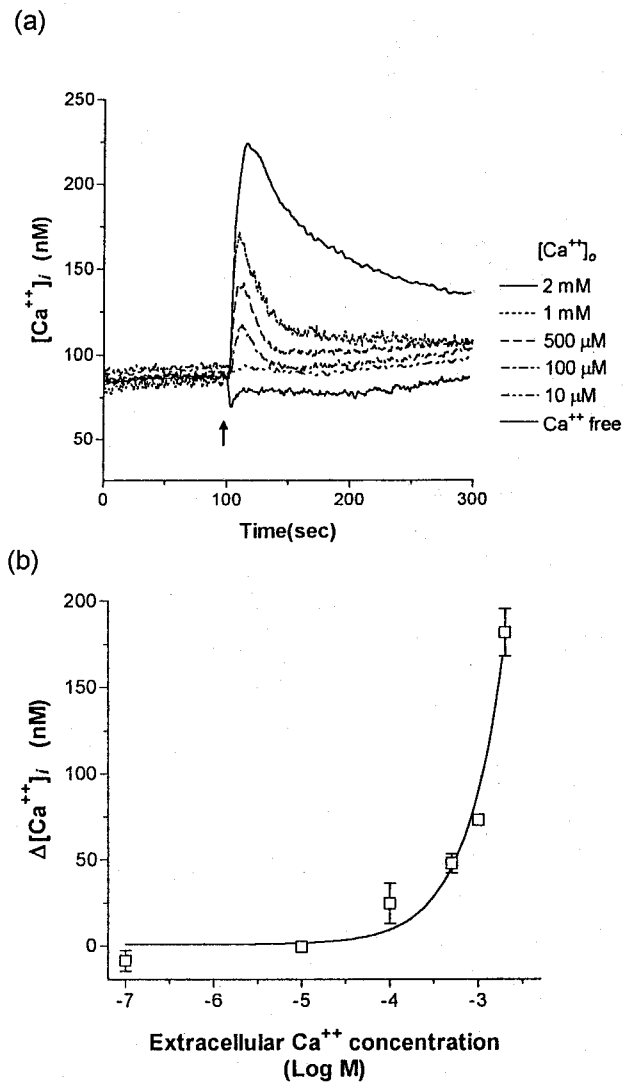 (a)
250
200
150
100
50
[Ca++]i (nM)
0 100 200 300
Time(sec)
[Ca++]o
2 mM
1 mM
500 μM
100 μM
10 μM
Ca++ free
(b)
200
150
100
50
0
Δ[Ca++]i (nM)
-7 -6 -5 -4 -3
Extracellular Ca++ concentration
(Log M)